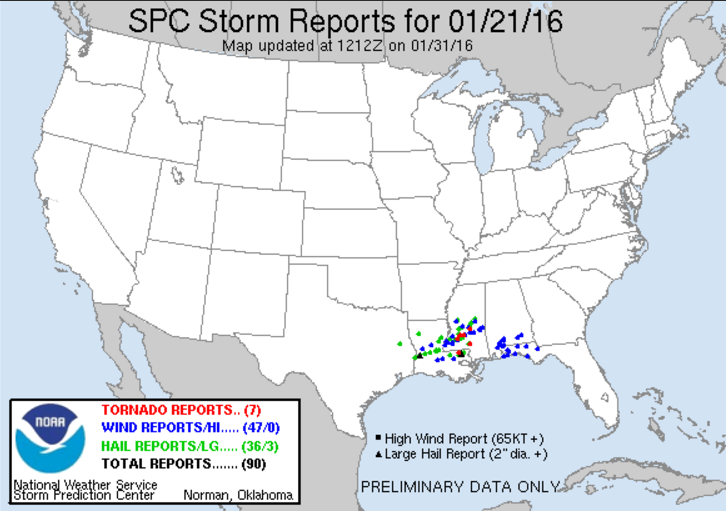 SPC Storm Reports for 01/21/16
Map updated at 1212Z on 01/31/16
NOAA
TORNADO REPORTS.. (7)
WIND REPORTS/HI..... (47/0)
HAIL REPORTS/LG..... (36/3)
TOTAL REPORTS....... (90)
National Weather Service
Storm Prediction Center Norman, Oklahoma
High Wind Report (65KT +)
Large Hail Report (2" dia. +)
PRELIMINARY DATA ONLY